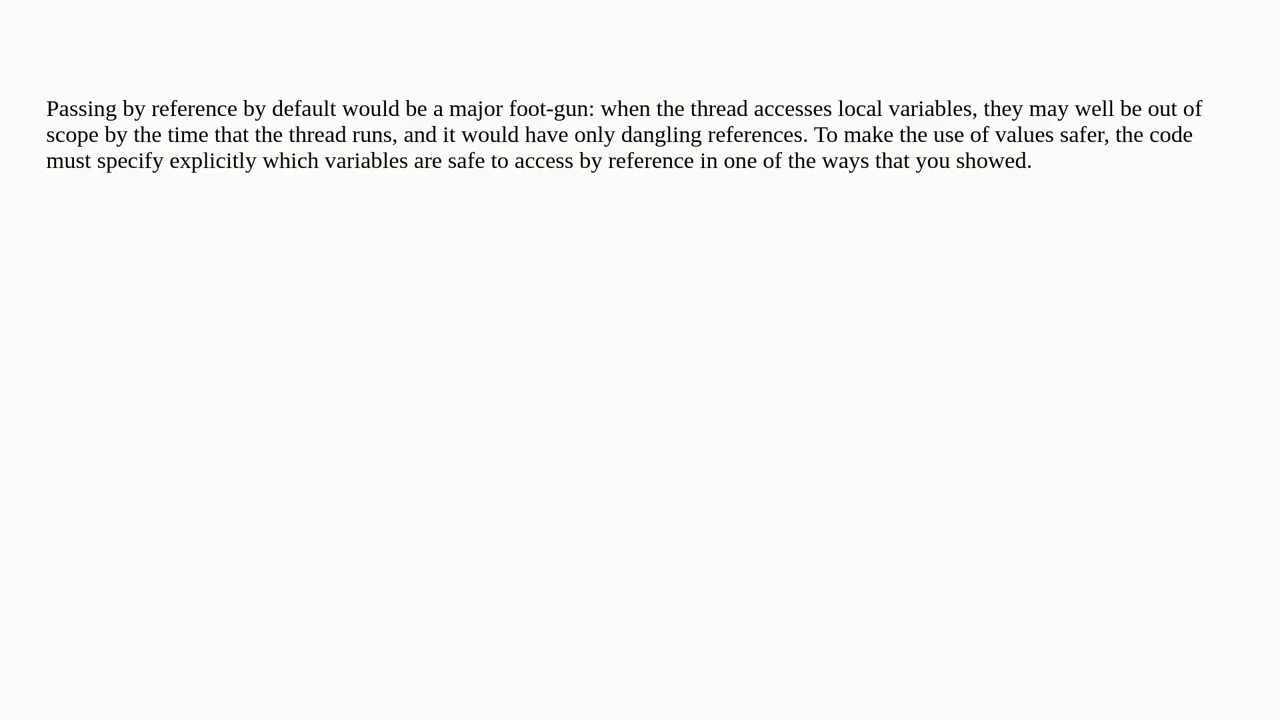 Passing by reference by default would be a major foot-gun: when the thread accesses local variables, they may well be out of
scope by the time that the thread runs, and it would have only dangling references. To make the use of values safer, the code
must specify explicitly which variables are safe to access by reference in one of the ways that you showed.